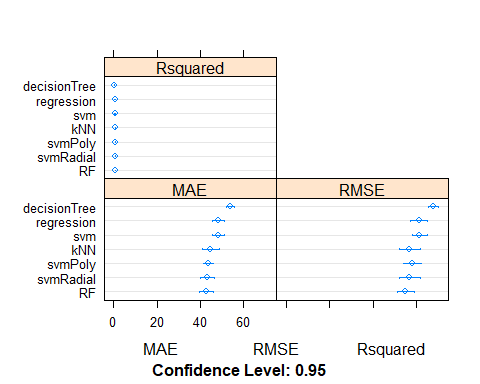 Rsquared
decisionTree
regression
svm
kNN
svmPoly
svmRadial
RF
MAE RMSE
decisionTree
regression
svm
kNN
svmPoly
svmRadial
RF
0 20 40 60
MAE RMSE Rsquared
Confidence Level: 0.95